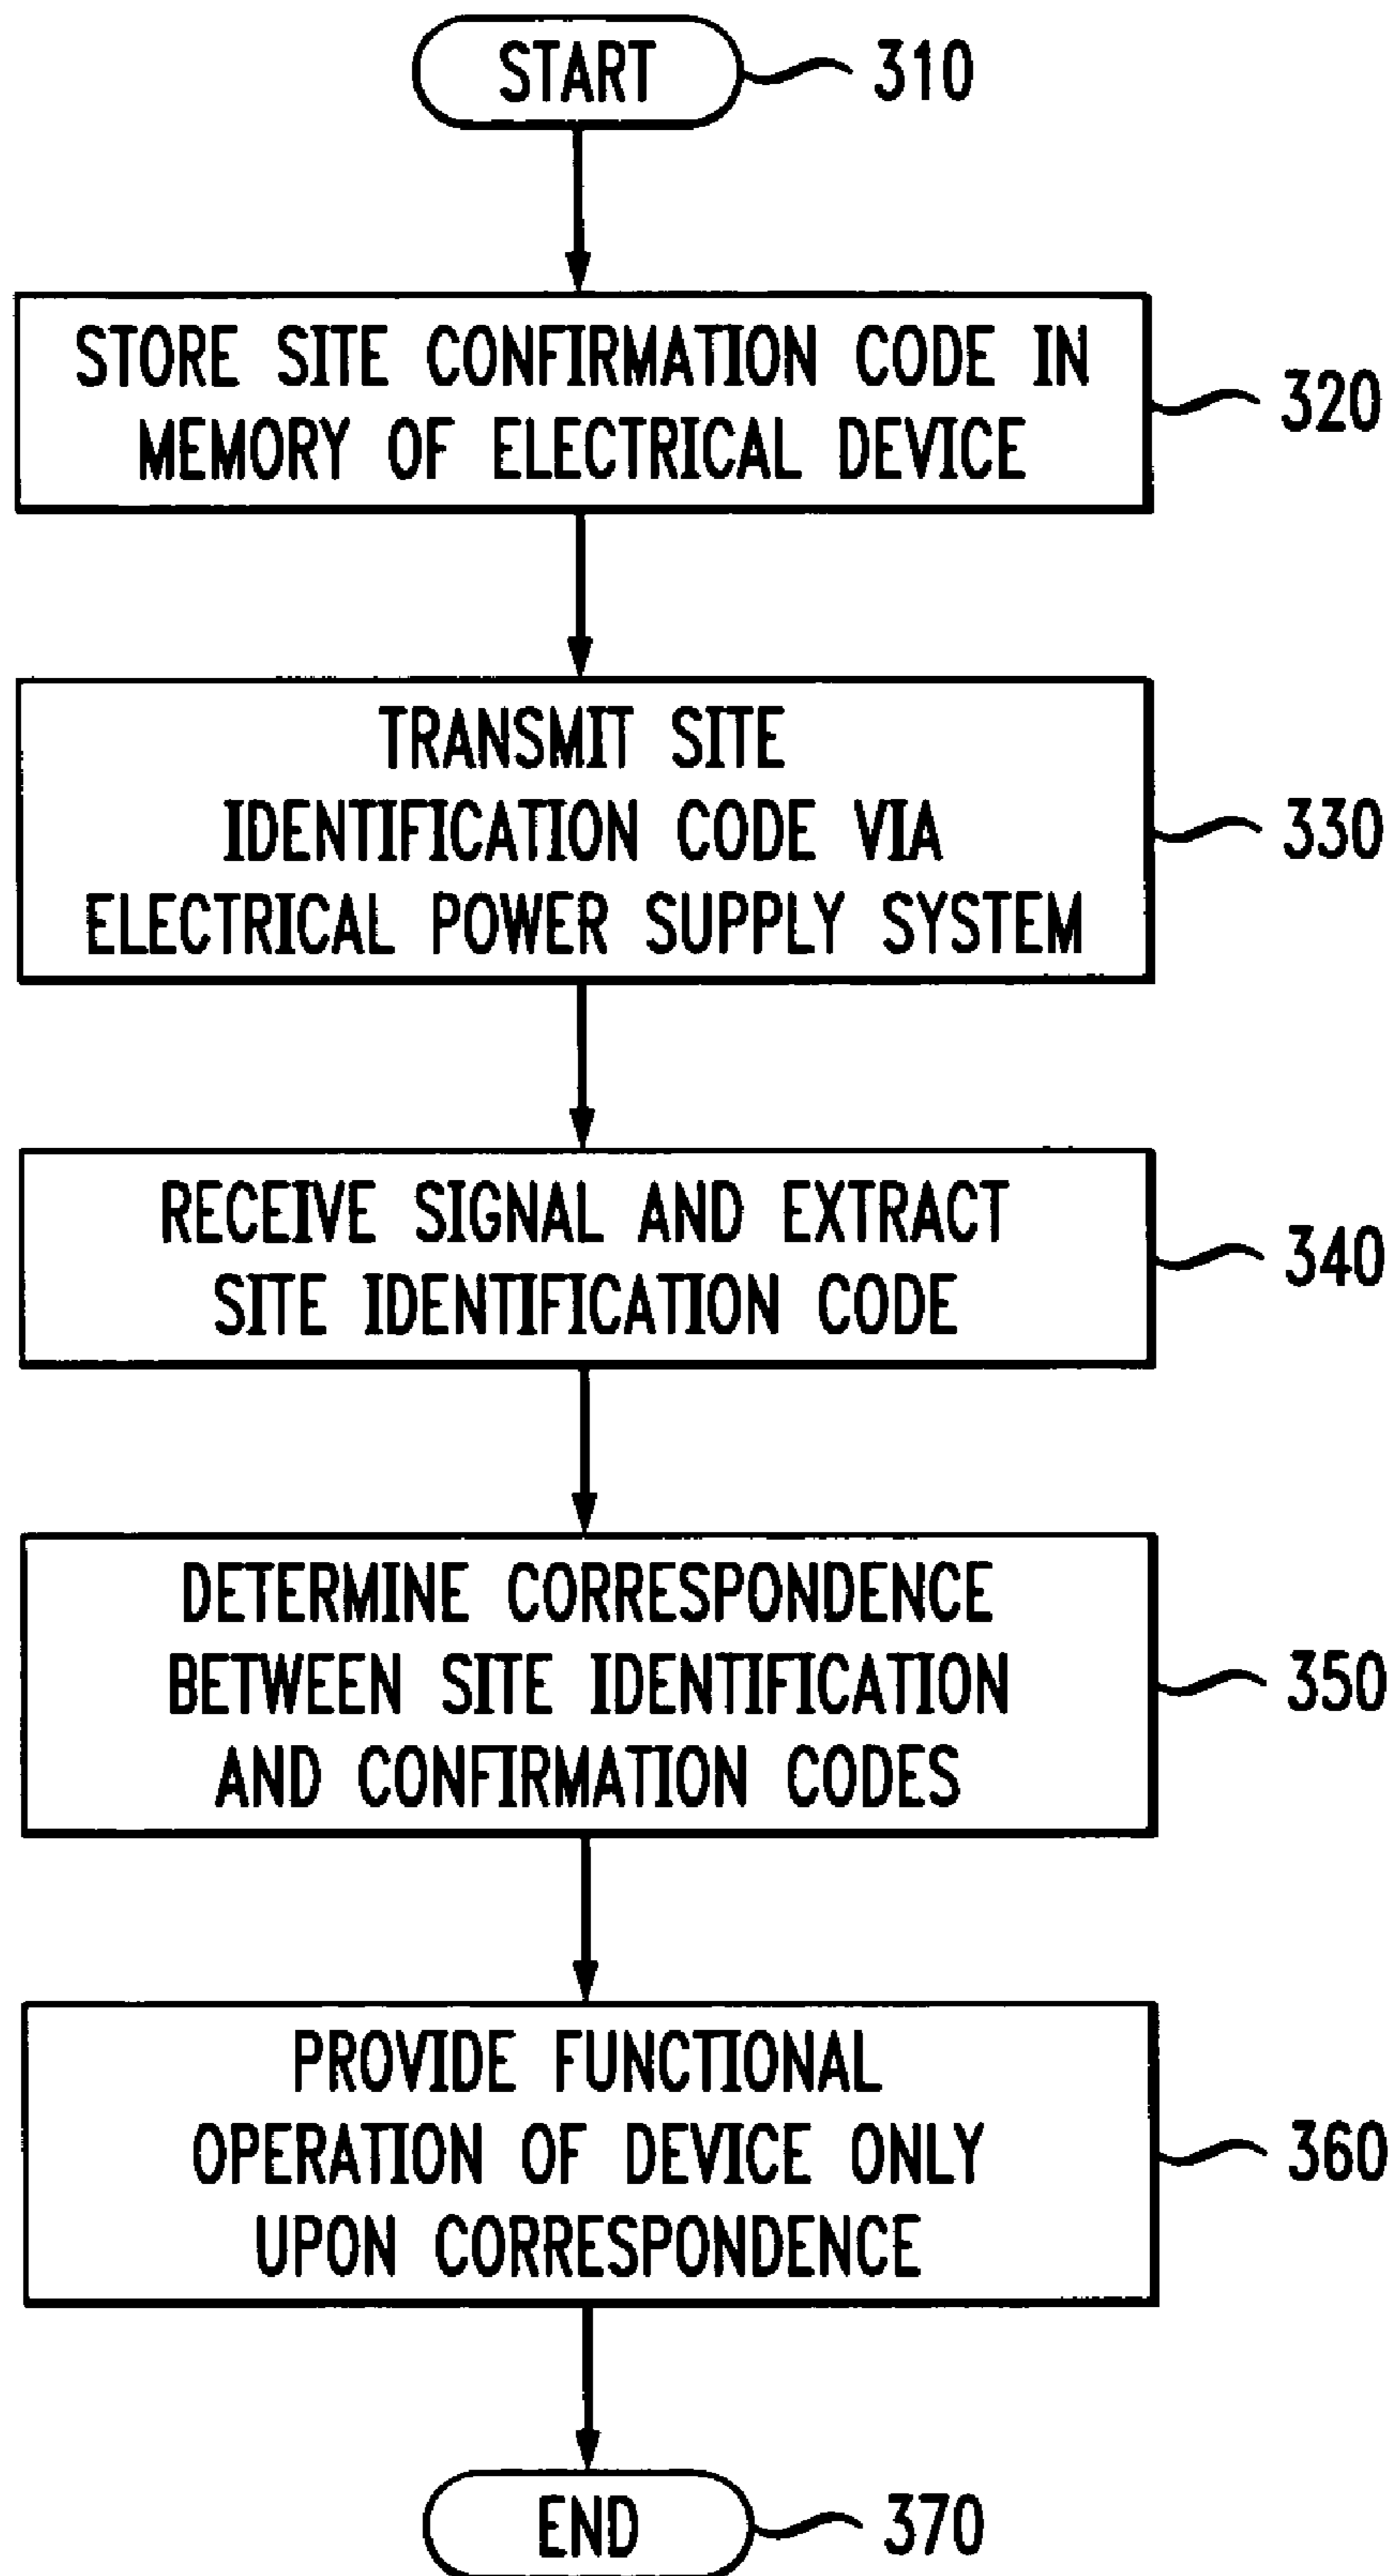 START
310
STORE SITE CONFIRMATION CODE IN
MEMORY OF ELECTRICAL DEVICE
320
TRANSMIT SITE
IDENTIFICATION CODE VIA
ELECTRICAL POWER SUPPLY SYSTEM
330
RECEIVE SIGNAL AND EXTRACT
SITE IDENTIFICATION CODE
340
DETERMINE CORRESPONDENCE
BETWEEN SITE IDENTIFICATION
AND CONFIRMATION CODES
350
PROVIDE FUNCTIONAL
OPERATION OF DEVICE ONLY
UPON CORRESPONDENCE
360
END
370